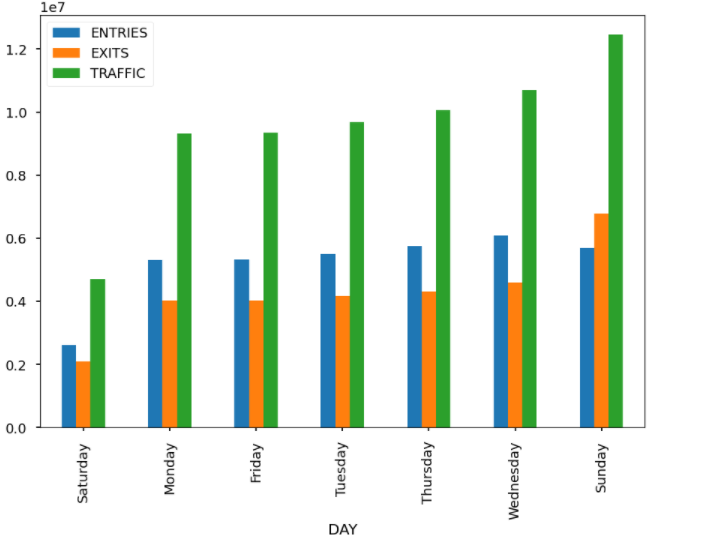 1e7
ENTRIES
EXITS
TRAFFIC
1.2
1.0
0.8
0.6
0.4
0.2
0.0
Saturday
Monday
Friday
Tuesday
Thursday
Wednesday
Sunday
DAY